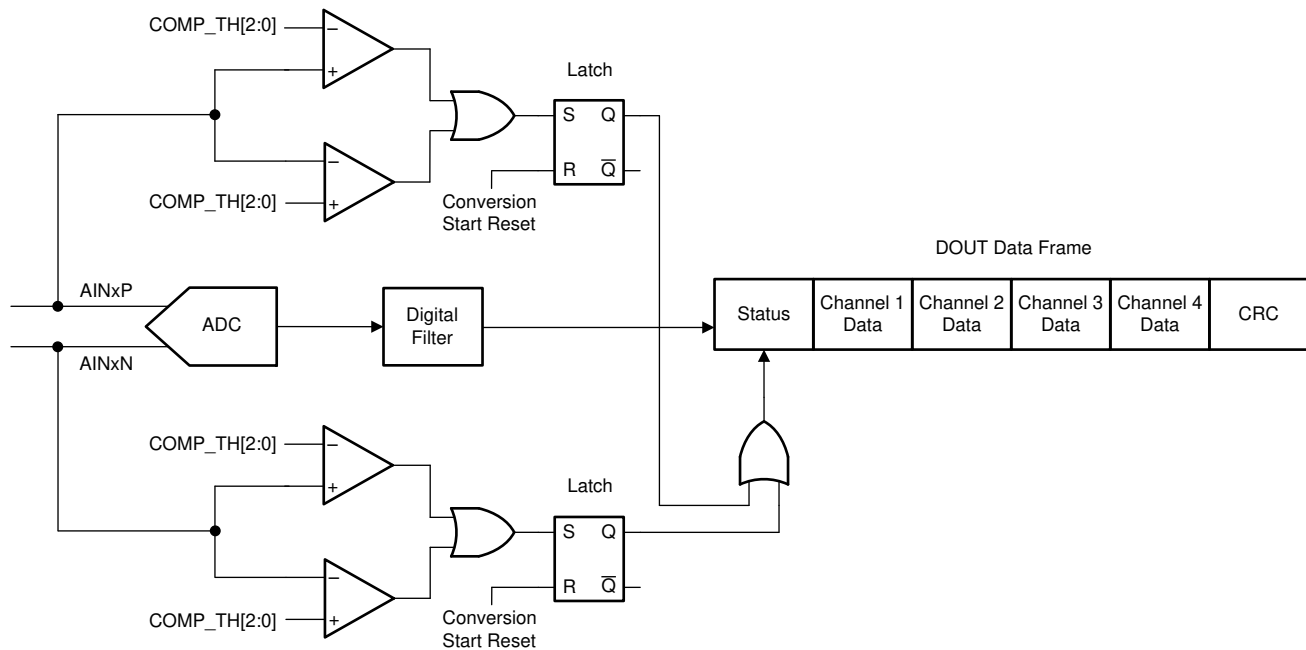 COMP_TH[2:0]
−
+
Latch
S Q
R Q̅
−
+
COMP_TH[2:0]
Conversion
Start Reset
DOUT Data Frame
AINxP
ADC
Digital
Filter
Status
Channel 1
Data
Channel 2
Data
Channel 3
Data
Channel 4
Data
CRC
AINxN
COMP_TH[2:0]
−
+
Latch
S Q
R Q̅
−
+
COMP_TH[2:0]
Conversion
Start Reset